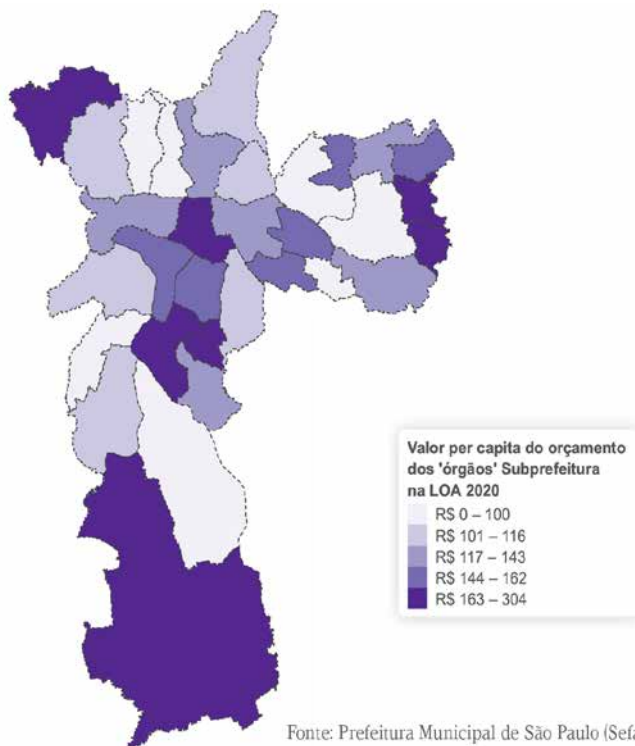 Valor per capita do orçamento
dos 'órgãos' Subprefeitura
na LOA 2020
R$ 0 – 100
R$ 101 – 116
R$ 117 – 143
R$ 144 – 162
R$ 163 – 304
Fonte: Prefeitura Municipal de São Paulo (Sefa